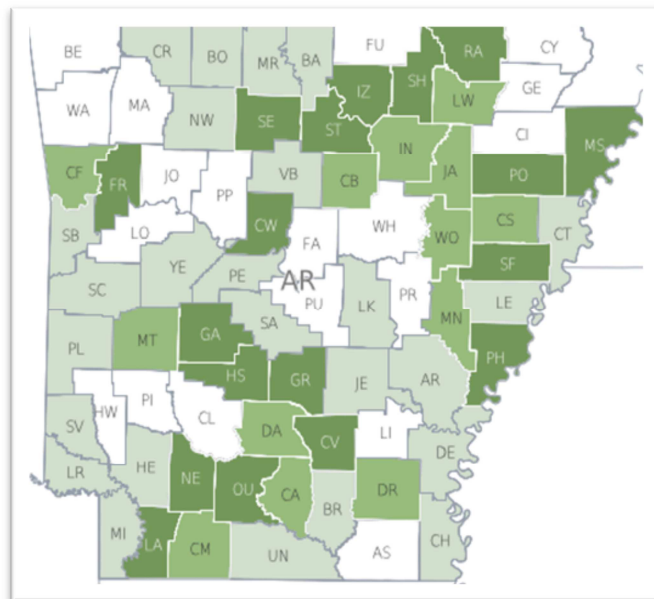 BE CR BO MR BA FU RA CY
WA MA NW SE ST IZ SH LW GE
CI MS
CF FR JO PP VB CB IN JA PO
SB LO CW FA WH WO CS CT
YE PE AR SF
SC PU LK PR MN LE
PL MT GA SA
HS GR JE AR PH
HW PI CL
SV DA CV LI
LR HE NE OU CA BR DR DE
MI LA CM UN AS CH